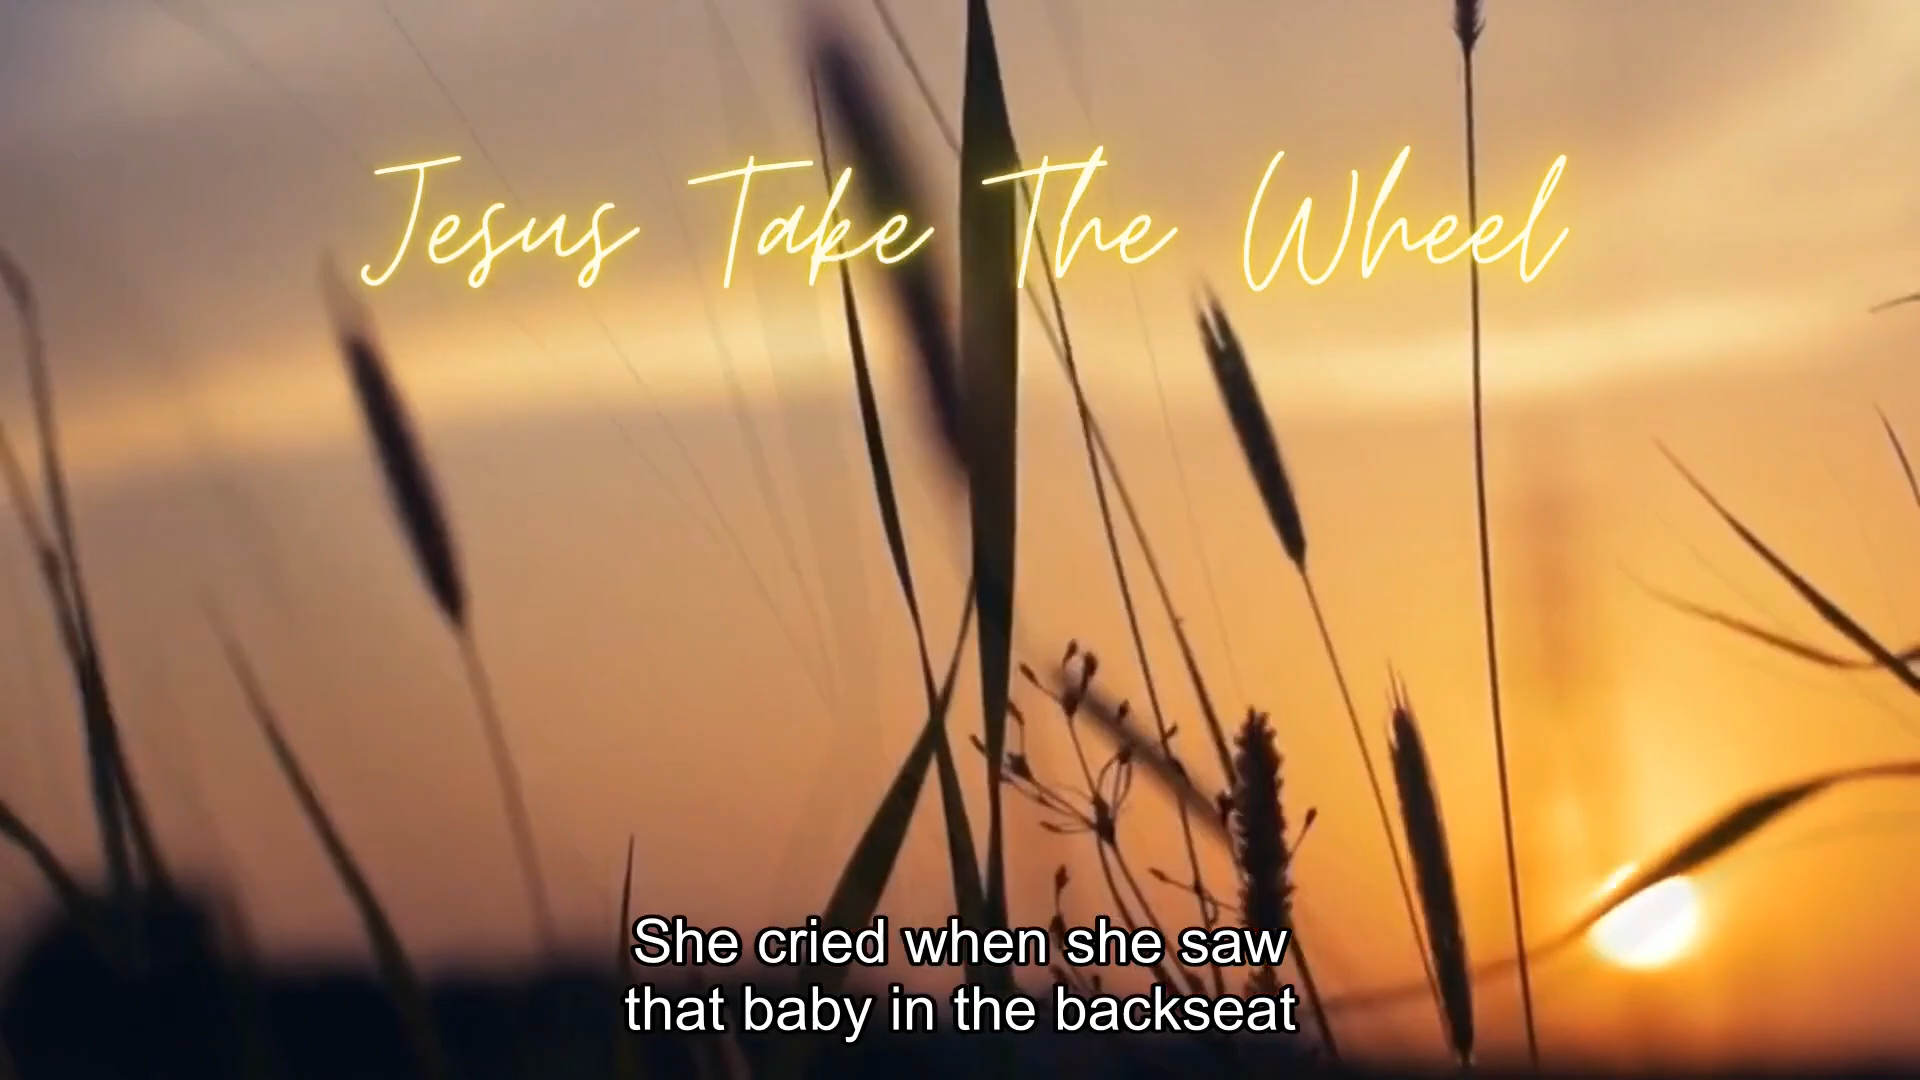 Jesus Take The Wheel
She cried when she saw
that baby in the backseat